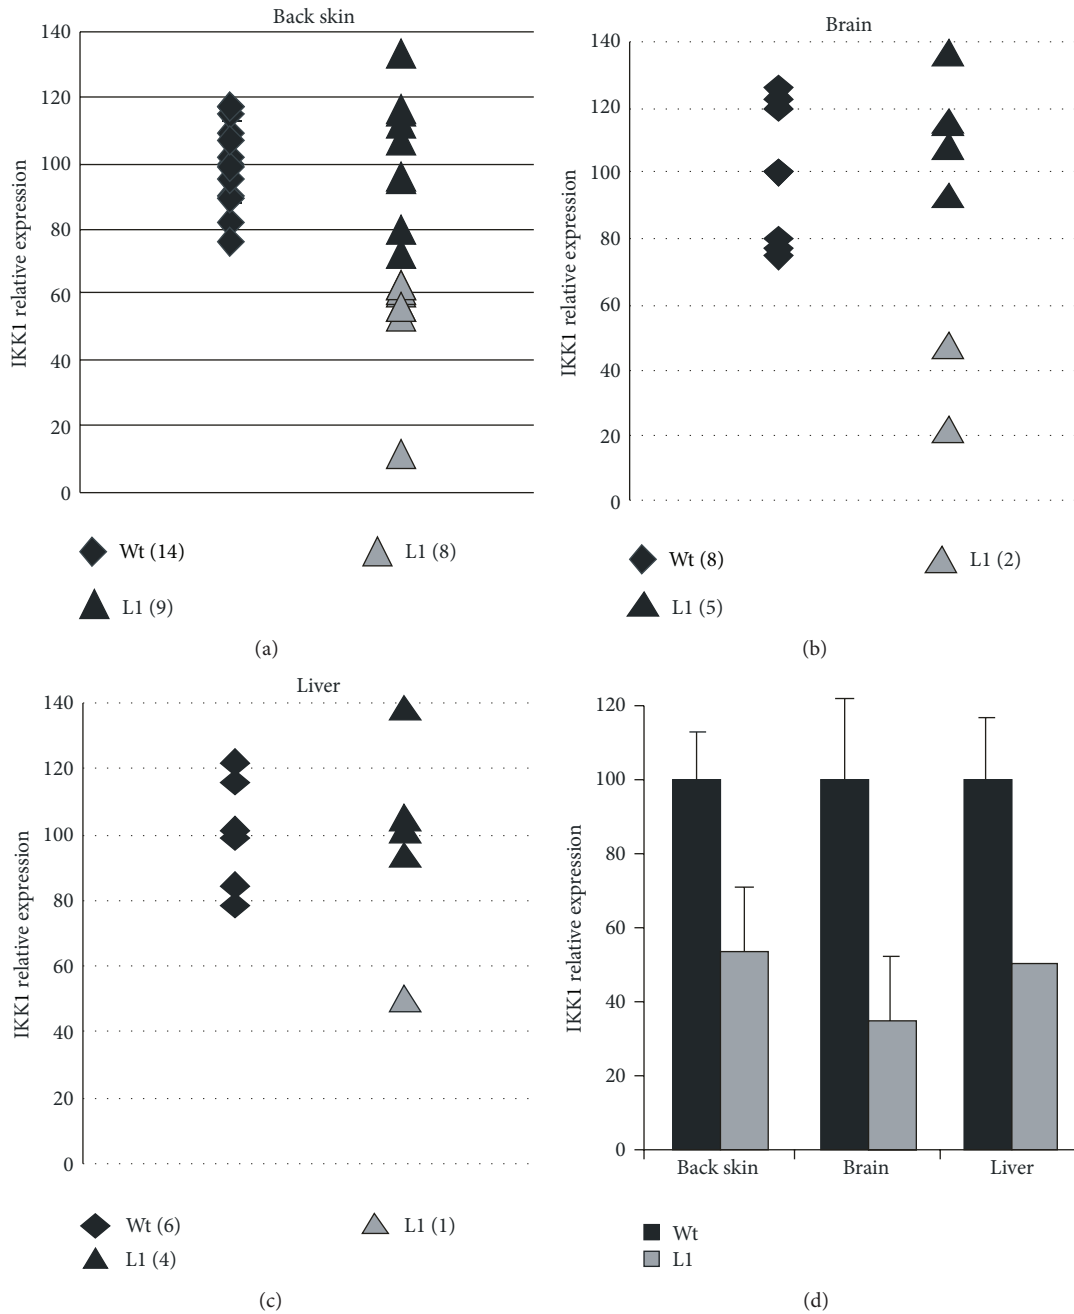 Back skin
140
120
100
80
60
40
20
0
IKK1 relative expression
Wt (14)
L1 (8)
L1 (9)
(a)
Brain
140
120
100
80
60
40
20
0
IKK1 relative expression
Wt (8)
L1 (2)
L1 (5)
(b)
Liver
140
120
100
80
60
40
20
0
IKK1 relative expression
Wt (6)
L1 (1)
L1 (4)
(c)
120
100
80
60
40
20
0
IKK1 relative expression
Back skin
Brain
Liver
Wt
L1
(d)